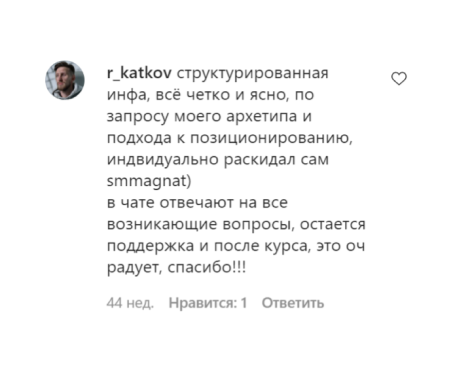 r_katkov структурированная
инфа, всё четко и ясно, по
запросу моего архетипа и
подхода к позиционированию,
индвидуально раскидал сам
smmagnat)
в чате отвечают на все
возникающие вопросы, остается
поддержка и после курса, это оч
радует, спасибо!!!
44 нед. Нравится: 1 Ответить